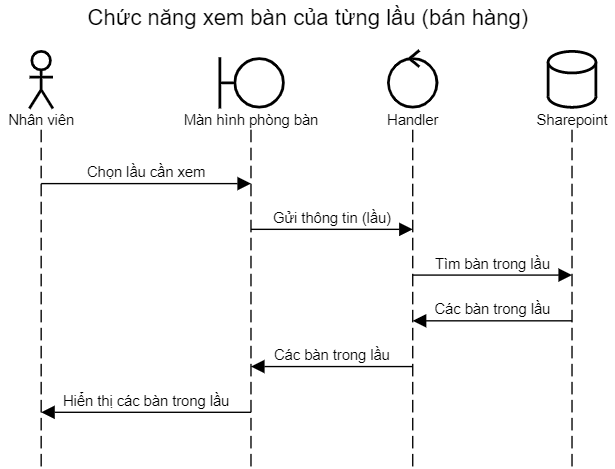 Chức năng xem bàn của từng lầu (bán hàng)
Nhân viên
Màn hình phòng bàn
Handler
Sharepoint
Chọn lầu cần xem
Gửi thông tin (lầu)
Tìm bàn trong lầu
Các bàn trong lầu
Các bàn trong lầu
Hiển thị các bàn trong lầu